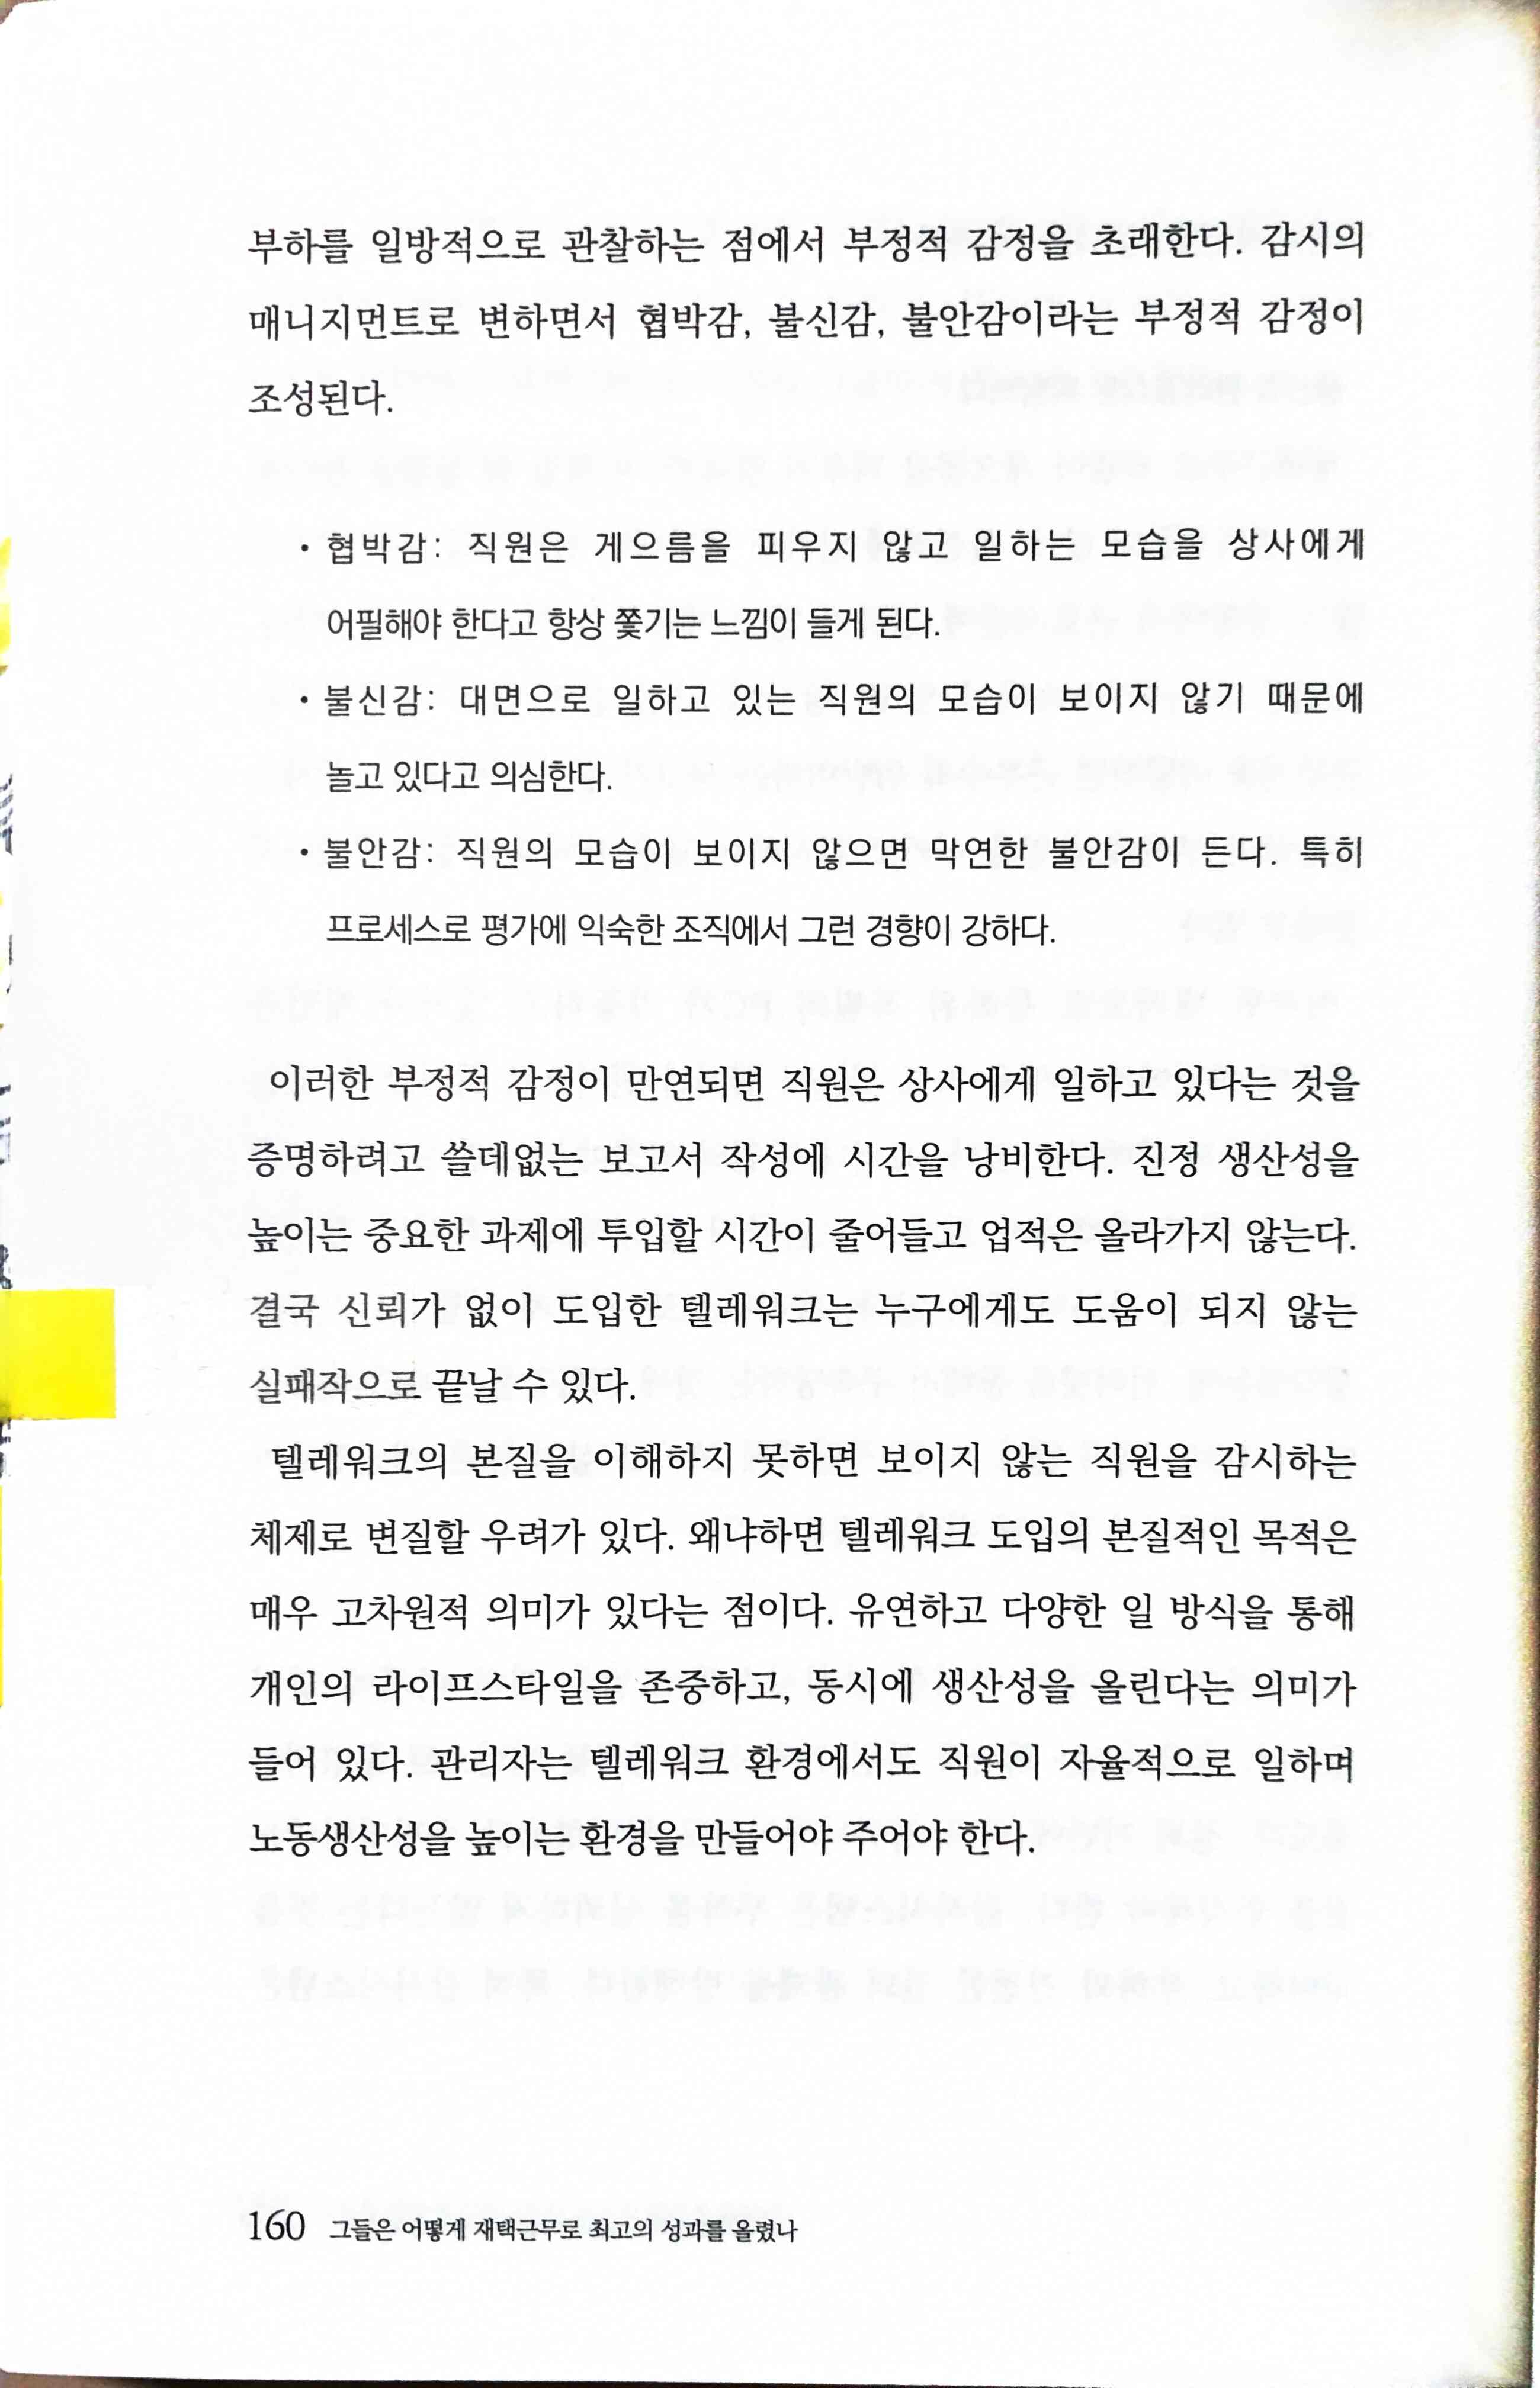 부하를 일방적으로 관찰하는 점에서 부정적 감정을 초래한다. 감시의
매니지먼트로 변하면서 협박감, 불신감, 불안감이라는 부정적 감정이
조성된다.
• 협박감: 직원은 게으름을 피우지 않고 일하는 모습을 상사에게
어필해야 한다고 항상 쫓기는 느낌이 들게 된다.
• 불신감: 대면으로 일하고 있는 직원의 모습이 보이지 않기 때문에
놀고 있다고 의심한다.
• 불안감: 직원의 모습이 보이지 않으면 막연한 불안감이 든다. 특히
프로세스로 평가에 익숙한 조직에서 그런 경향이 강하다.
이러한 부정적 감정이 만연되면 직원은 상사에게 일하고 있다는 것을
증명하려고 쓸데없는 보고서 작성에 시간을 낭비한다. 진정 생산성을
높이는 중요한 과제에 투입할 시간이 줄어들고 업적은 올라가지 않는다.
결국 신뢰가 없이 도입한 텔레워크는 누구에게도 도움이 되지 않는
실패작으로 끝날 수 있다.
텔레워크의 본질을 이해하지 못하면 보이지 않는 직원을 감시하는
체제로 변질할 우려가 있다. 왜냐하면 텔레워크 도입의 본질적인 목적은
매우 고차원적 의미가 있다는 점이다. 유연하고 다양한 일 방식을 통해
개인의 라이프스타일을 존중하고, 동시에 생산성을 올린다는 의미가
들어 있다. 관리자는 텔레워크 환경에서도 직원이 자율적으로 일하며
노동생산성을 높이는 환경을 만들어야 주어야 한다.
160 그들은 어떻게 재택근무로 최고의 성과를 올렸나